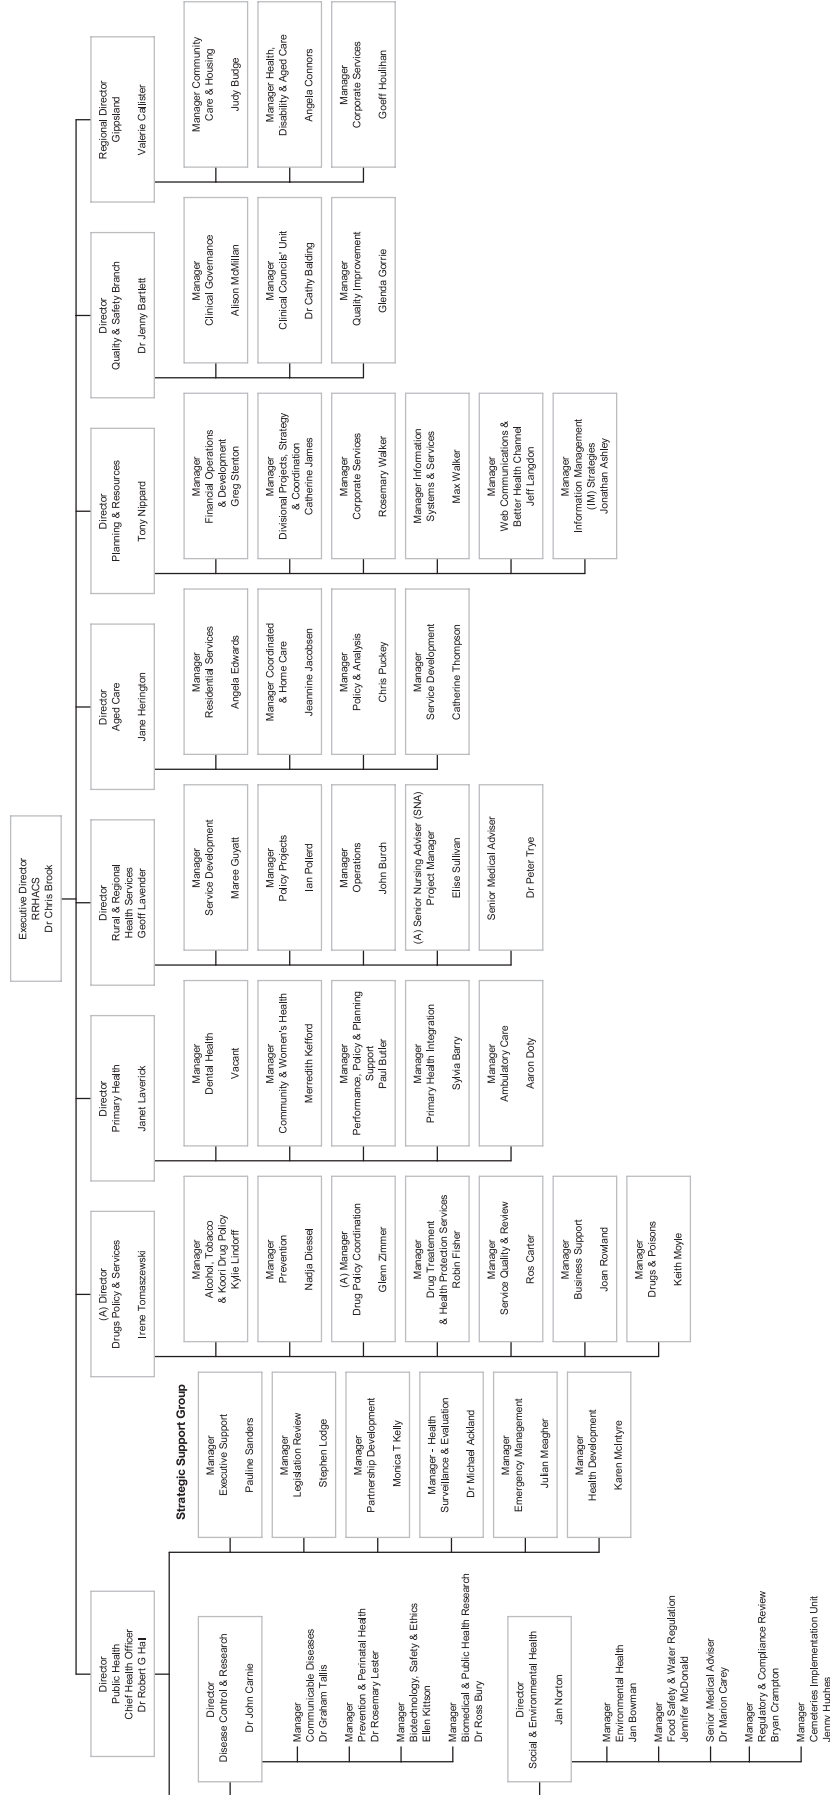 Executive Director
RRHACS
Dr Chris Brook
Director
Public Health
Chief Health Officer
Dr Robert G Hall
Director
Disease Control & Research
Dr John Carnie
Manager
Communicable Diseases
Dr Graham Tallis
Manager
Prevention & Perinatal Health
Dr Rosemary Lester
Manager
Biotechnology, Safety & Ethics
Ellen Kittson
Manager
Biomedical & Public Health Research
Dr Ross Bury
Director
Social & Environmental Health
Jan Norton
Manager
Environmental Health
Jan Bowman
Manager
Food Safety & Water Regulation
Jennifer McDonald
Senior Medical Adviser
Dr Marion Carey
Manager
Regulatory & Compliance Review
Bryan Crampton
Manager
Cemeteries Implementation Unit
Jenny Hughes
Strategic Support Group
Manager
Executive Support
Pauline Sanders
Manager
Legislation Review
Stephen Lodge
Manager
Partnership Development
Monica T Kelly
Manager - Health
Surveillance & Evaluation
Dr Michael Ackland
Manager
Emergency Management
Julian Meagher
Manager
Health Development
Karen McIntyre
(A) Director
Drugs Policy & Services
Irene Tomaszewski
Manager
Alcohol, Tobacco
& Koori Drug Policy
Kylie Lindorff
Manager
Prevention
Nadja Diessel
(A) Manager
Drug Policy Coordination
Glenn Zimmer
Manager
Drug Treatement
& Health Protection Services
Robin Fisher
Manager
Service Quality & Review
Ros Carter
Manager
Business Support
Joan Rowland
Manager
Drugs & Poisons
Keith Moyle
Director
Primary Health
Janet Laverick
Manager
Dental Health
Vacant
Manager
Community & Women's Health
Merredith Kefford
Manager
Performance, Policy & Planning
Support
Paul Butler
Manager
Primary Health Integration
Sylvia Barry
Manager
Ambulatory Care
Aaron Doty
Director
Rural & Regional
Health Services
Geoff Lavender
Manager
Service Development
Maree Guyatt
Manager
Policy Projects
Ian Pollerd
Manager
Operations
John Burch
(A) Senior Nursing Adviser (SNA)
Project Manager
Elise Sullivan
Senior Medical Adviser
Dr Peter Trye
Director
Aged Care
Jane Herington
Manager
Residential Services
Angela Edwards
Manager Coordinated
& Home Care
Jeannine Jacobsen
Manager
Policy & Analysis
Chris Puckey
Manager
Service Development
Catherine Thompson
Director
Planning & Resources
Tony Nippard
Manager
Financial Operations
& Development
Greg Stenton
Manager
Divisional Projects, Strategy
& Coordination
Catherine James
Manager
Corporate Services
Rosemary Walker
Manager Information
Systems & Services
Max Walker
Manager
Web Communications &
Better Health Channel
Jeff Langdon
Manager
Information Management
(IM) Strategies
Jonathan Ashley
Director
Quality & Safety Branch
Dr Jenny Bartlett
Manager
Clinical Governance
Alison McMillan
Manager
Clinical Councils' Unit
Dr Cathy Balding
Manager
Quality Improvement
Glenda Gorrie
Regional Director
Gippsland
Valerie Callister
Manager Community
Care & Housing
Judy Budge
Manager Health,
Disability & Aged Care
Angela Connors
Manager
Corporate Services
Goeff Houlihan